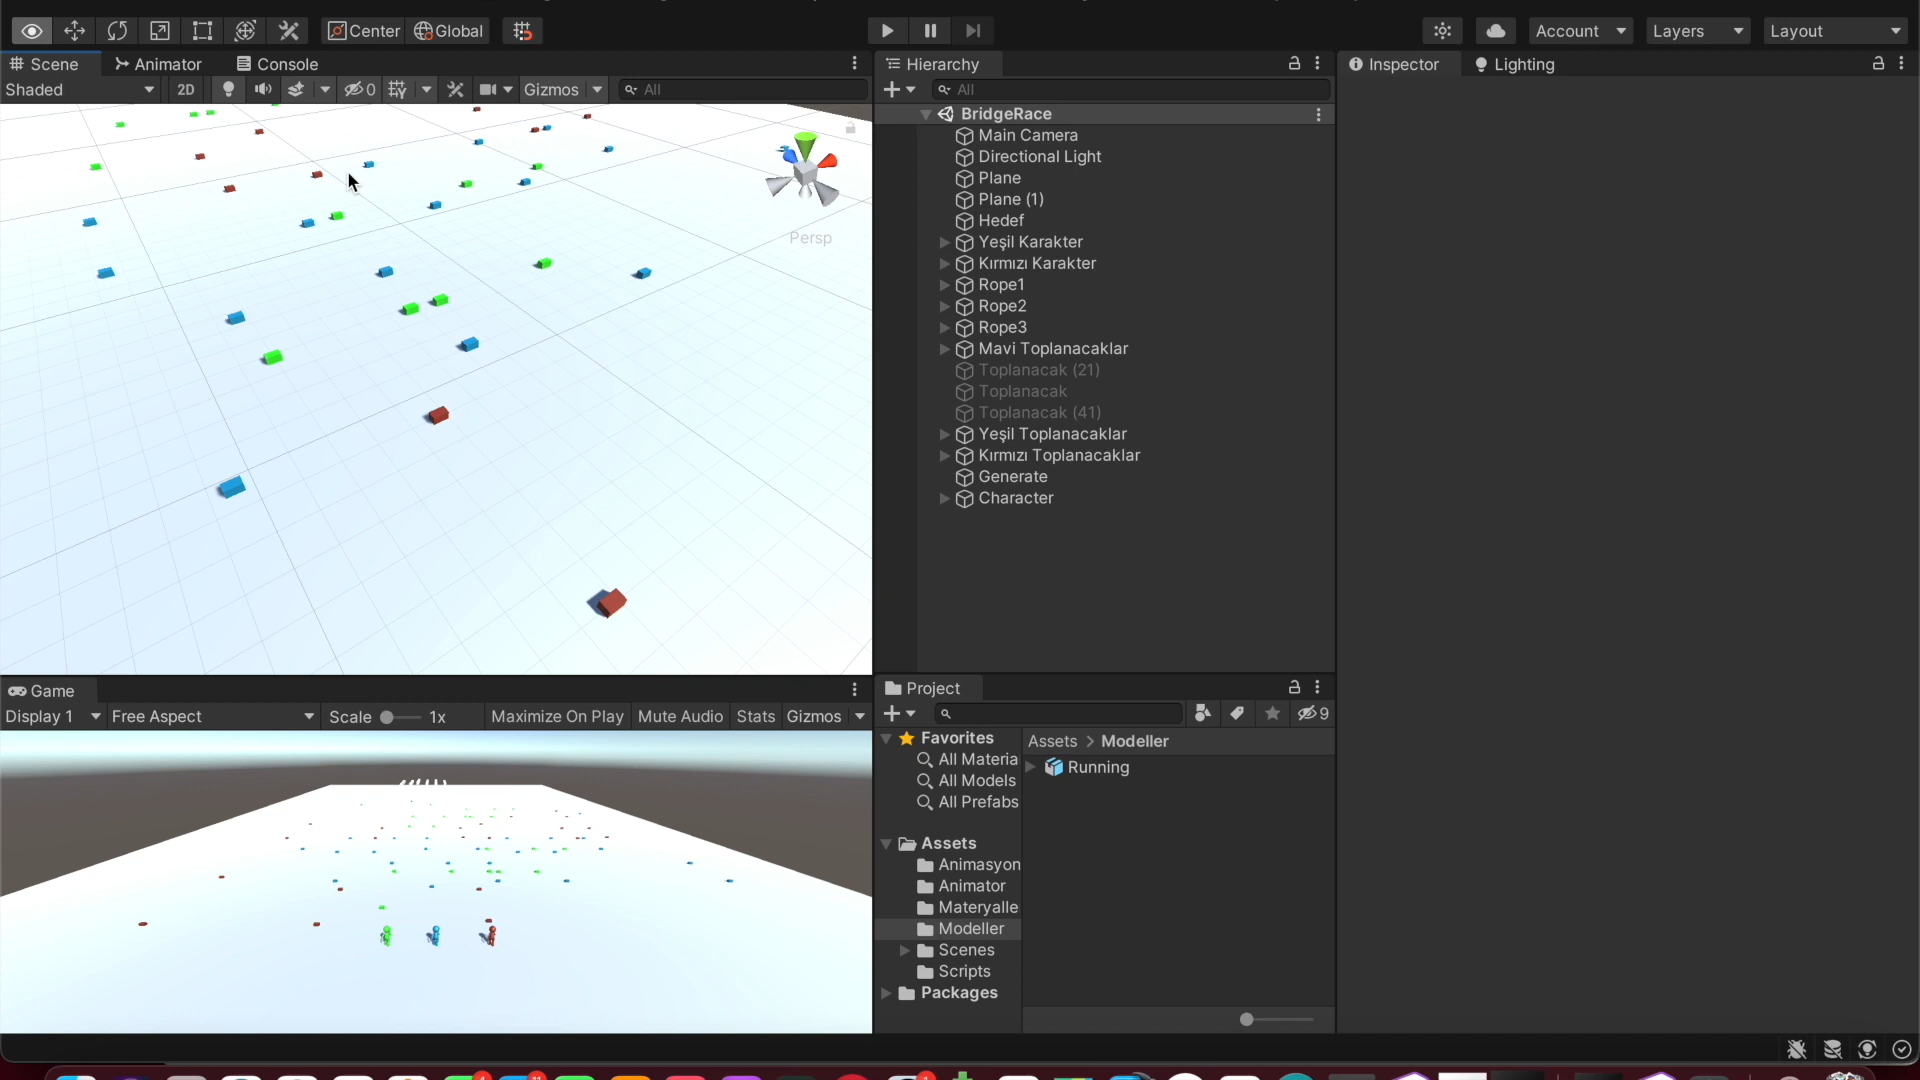 Center
Global
Account
Layers
Layout
Scene
Animator
Console
Shaded
2D
0
Gizmos
All
Persp
Hierarchy
All
BridgeRace
Main Camera
Directional Light
Plane
Plane (1)
Hedef
Yeşil Karakter
Kırmızı Karakter
Rope1
Rope2
Rope3
Mavi Toplanacaklar
Toplanacak (21)
Toplanacak
Toplanacak (41)
Yeşil Toplanacaklar
Kırmızı Toplanacaklar
Generate
Character
Inspector
Lighting
Game
Display 1
Free Aspect
Scale
1x
Maximize On Play
Mute Audio
Stats
Gizmos
Project
9
Favorites
All Materia
All Models
All Prefabs
Assets
Animasyon
Animator
Materyalle
Modeller
Scenes
Scripts
Packages
Assets > Modeller
Running